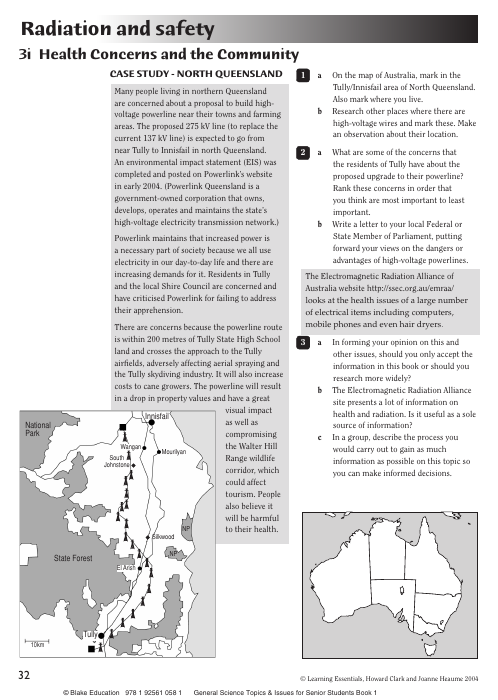 Radiation and safety
3i Health Concerns and the Community
CASE STUDY - NORTH QUEENSLAND
Many people living in northern Queensland
are concerned about a proposal to build high-
voltage powerline near their towns and farming
areas. The proposed 275 kV line (to replace the
current 137 kV line) is expected to go from
near Tully to Innisfail in north Queensland.
An environmental impact statement (EIS) was
completed and posted on Powerlink's website
in early 2004. (Powerlink Queensland is a
government-owned corporation that owns,
develops, operates and maintains the state's
high-voltage electricity transmission network.)
Powerlink maintains that increased power is
a necessary part of society because we all use
electricity in our day-to-day life and there are
increasing demands for it. Residents in Tully
and the local Shire Council are concerned and
have criticised Powerlink for failing to address
their apprehension.
There are concerns because the powerline route
is within 200 metres of Tully State High School
land and crosses the approach to the Tully
airfields, adversely affecting aerial spraying and
the Tully skydiving industry. It will also increase
costs to cane growers. The powerline will result
in a drop in property values and have a great
visual impact
as well as
compromising
the Walter Hill
Range wildlife
corridor, which
could affect
tourism. People
also believe it
will be harmful
to their health.
National
Park
Innisfail
Wangan
Mourilyan
South
Johnstone
Silkwood
NP
NP
State Forest
El Arish
Tully
10km
1 a On the map of Australia, mark in the
Tully/Innisfail area of North Queensland.
Also mark where you live.
b Research other places where there are
high-voltage wires and mark these. Make
an observation about their location.
2 a What are some of the concerns that
the residents of Tully have about the
proposed upgrade to their powerline?
Rank these concerns in order that
you think are most important to least
important.
b Write a letter to your local Federal or
State Member of Parliament, putting
forward your views on the dangers or
advantages of high-voltage powerlines.
The Electromagnetic Radiation Alliance of
Australia website http://ssec.org.au/emraa/
looks at the health issues of a large number
of electrical items including computers,
mobile phones and even hair dryers.
3 a In forming your opinion on this and
other issues, should you only accept the
information in this book or should you
research more widely?
b The Electromagnetic Radiation Alliance
site presents a lot of information on
health and radiation. Is it useful as a sole
source of information?
c In a group, describe the process you
would carry out to gain as much
information as possible on this topic so
you can make informed decisions.
32
© Learning Essentials, Howard Clark and Joanne Heaume 2004
© Blake Education 978 1 92561 058 1 General Science Topics & Issues for Senior Students Book 1